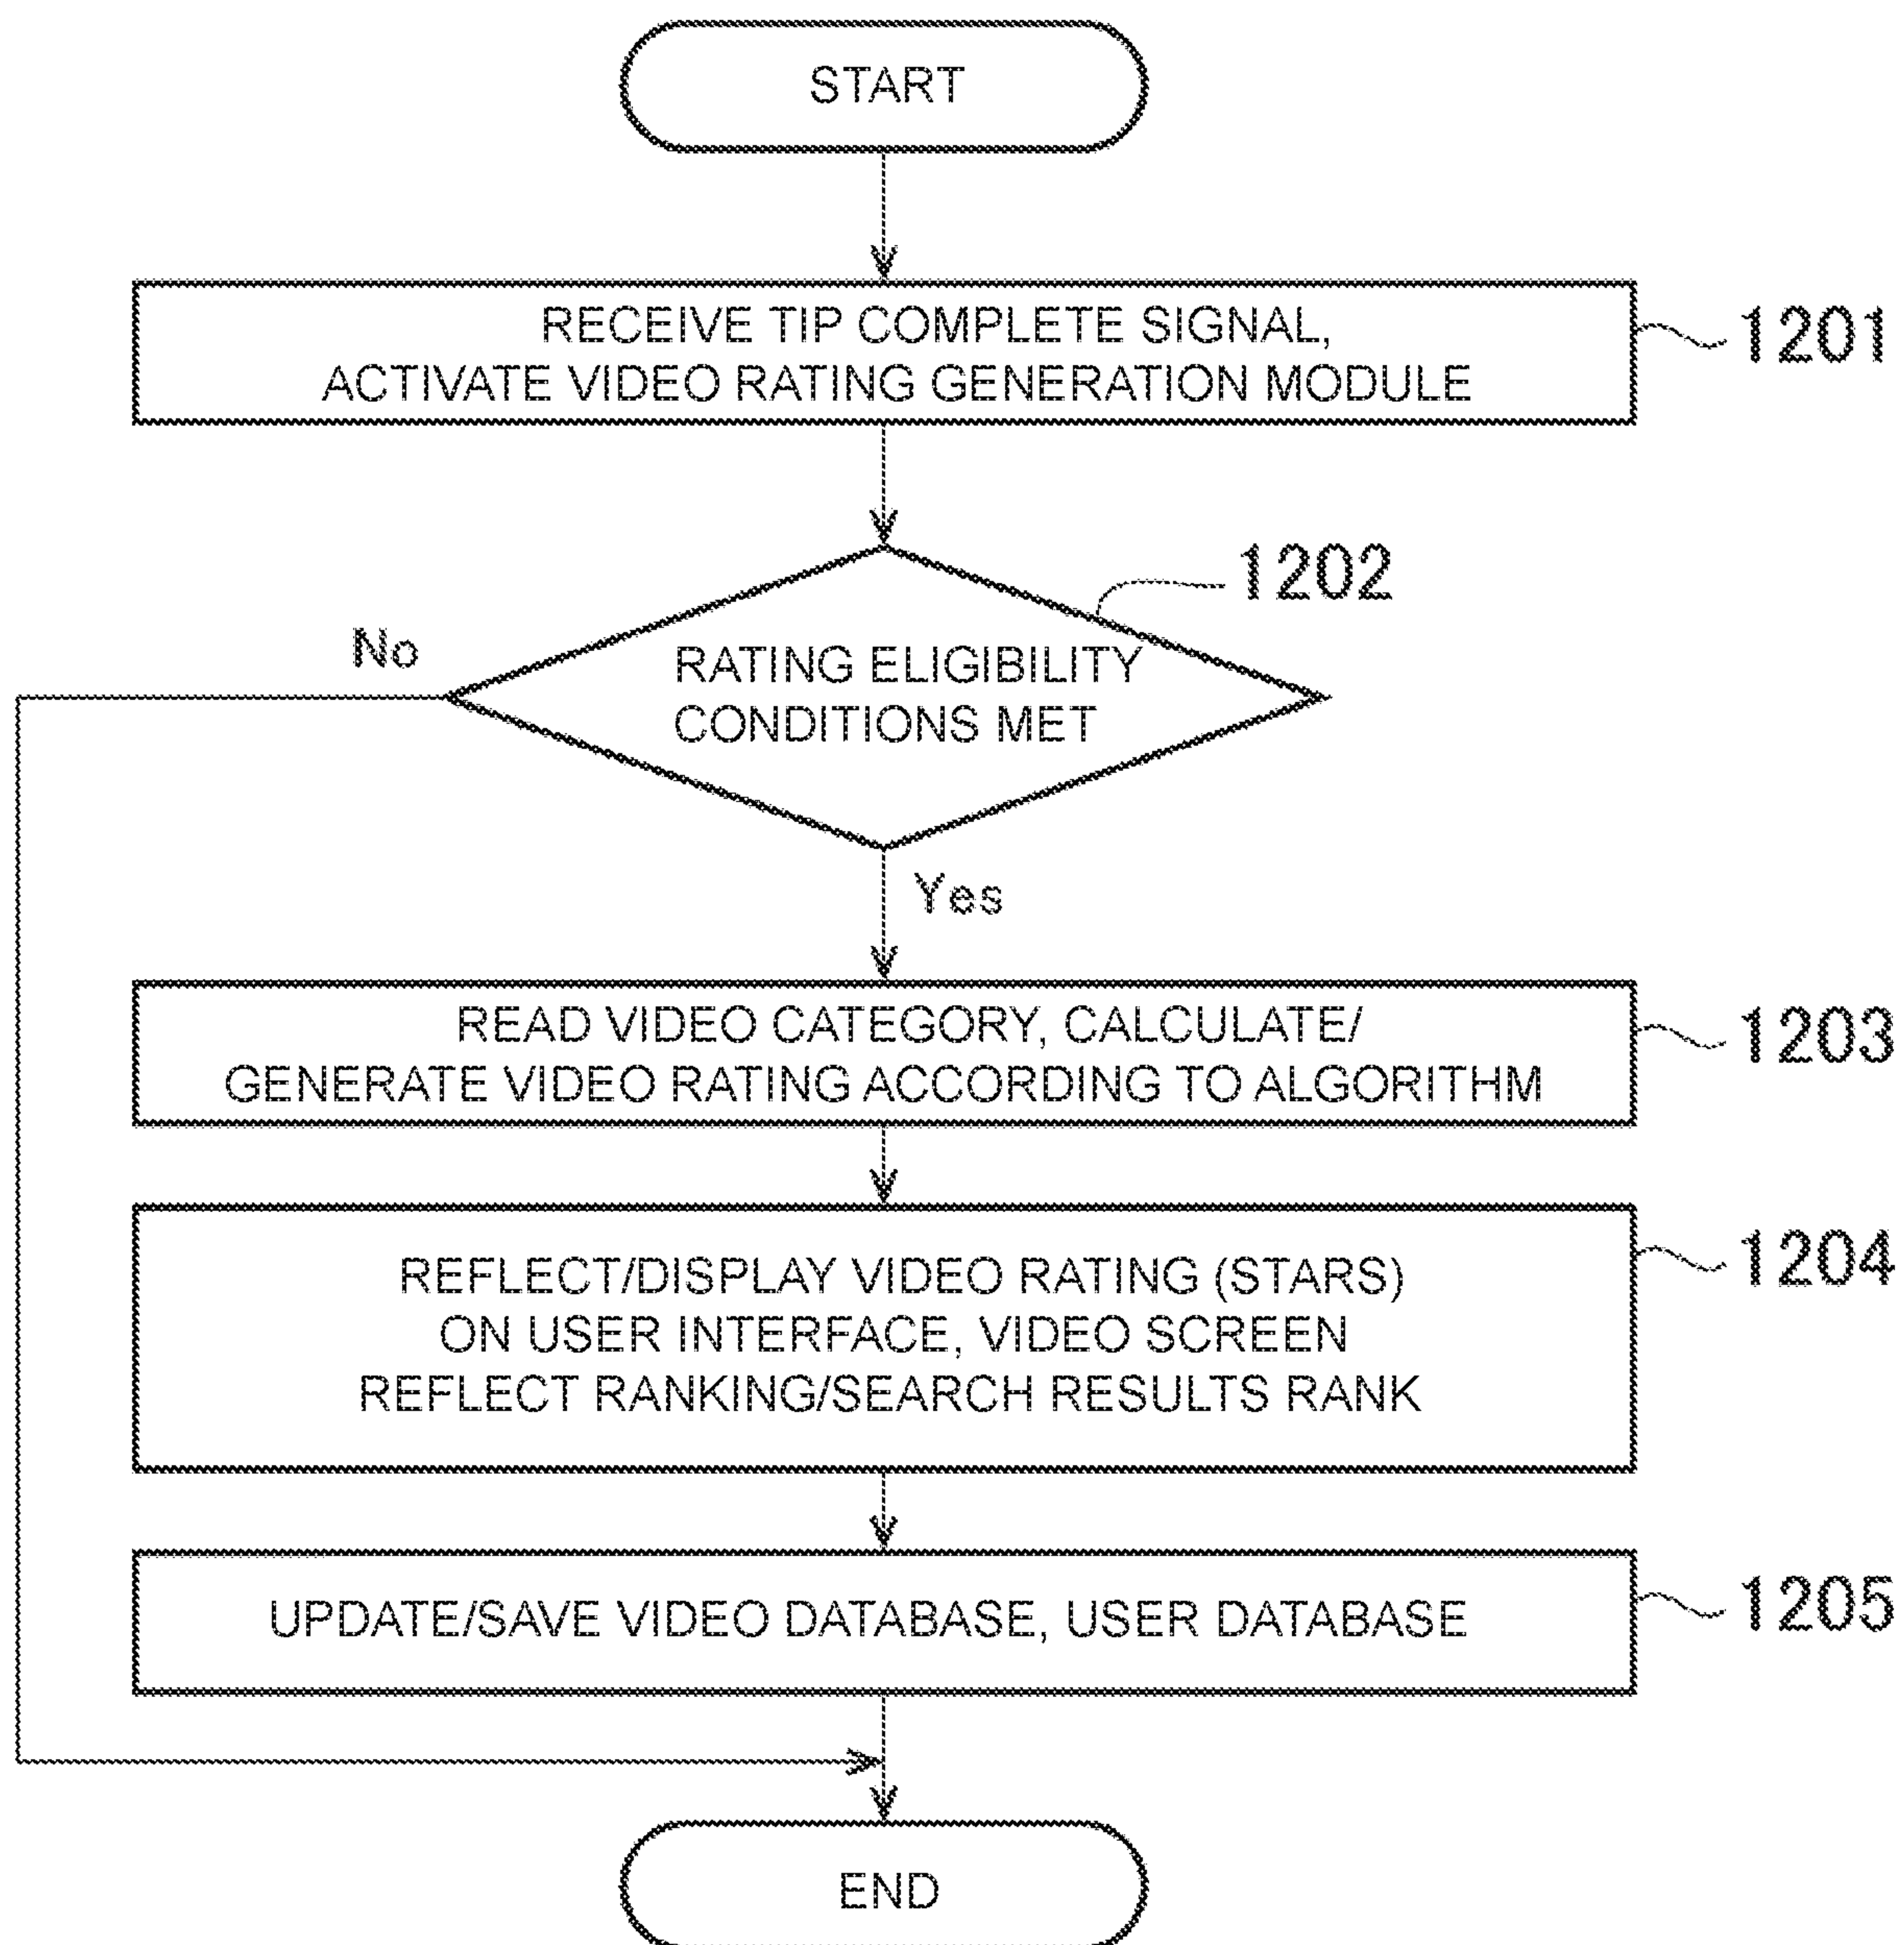 START
RECEIVE TIP COMPLETE SIGNAL,
ACTIVATE VIDEO RATING GENERATION MODULE
1201
1202
No
RATING ELIGIBILITY
CONDITIONS MET
Yes
READ VIDEO CATEGORY, CALCULATE/
GENERATE VIDEO RATING ACCORDING TO ALGORITHM
1203
REFLECT/DISPLAY VIDEO RATING (STARS)
ON USER INTERFACE, VIDEO SCREEN
REFLECT RANKING/SEARCH RESULTS RANK
1204
UPDATE/SAVE VIDEO DATABASE, USER DATABASE
1205
END